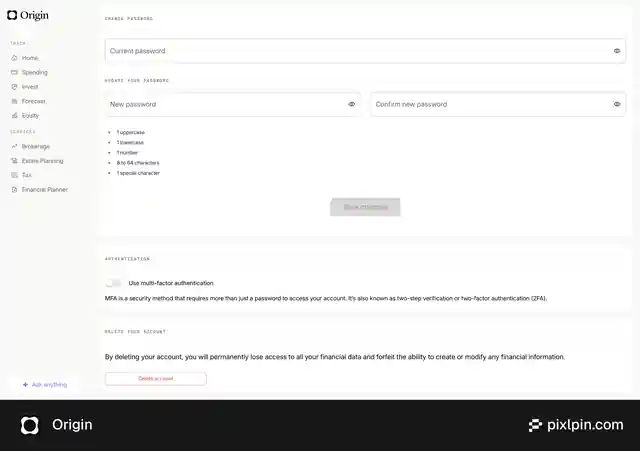 Origin
TRACK
Home
Spending
Invest
Forecast
Equity
SERVICES
Brokerage
Estate Planning
Tax
Financial Planner
Ask anything
CHANGE PASSWORD
Current password
UPDATE YOUR PASSWORD
New password
Confirm new password
1 uppercase
1 lowercase
1 number
8 to 64 characters
1 special character
AUTHENTICATION
Use multi-factor authentication
MFA is a security method that requires more than just a password to access your account. It's also known as two-step verification or two-factor authentication (2FA).
DELETE YOUR ACCOUNT
By deleting your account, you will permanently lose access to all your financial data and forfeit the ability to create or modify any financial information.
Delete account
Origin
pixlpin.com